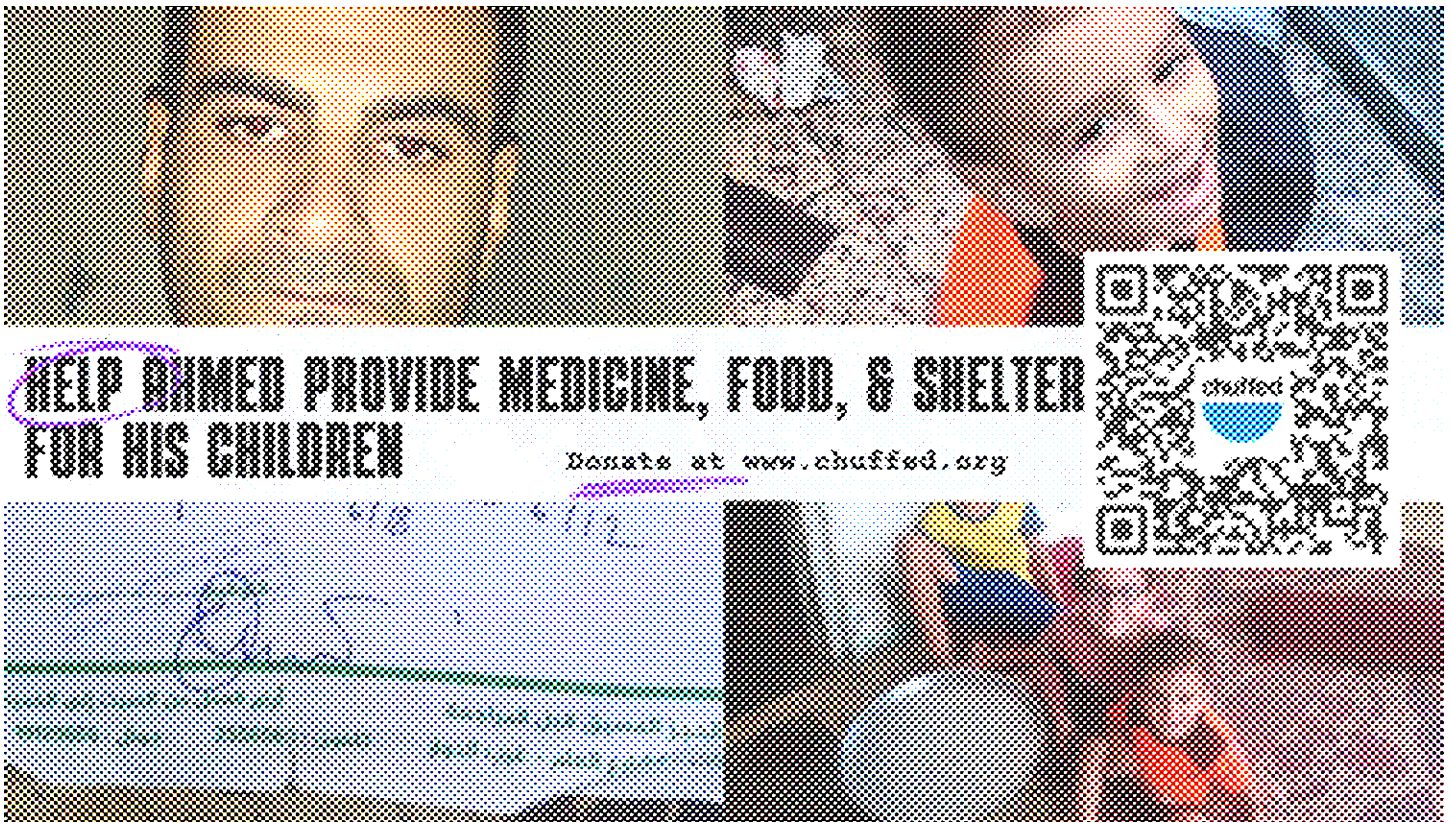 HELP AHMED PROVIDE MEDICINE, FOOD, & SHELTER
FOR HIS CHILDREN
Donate at www.chuffed.org
chuffed